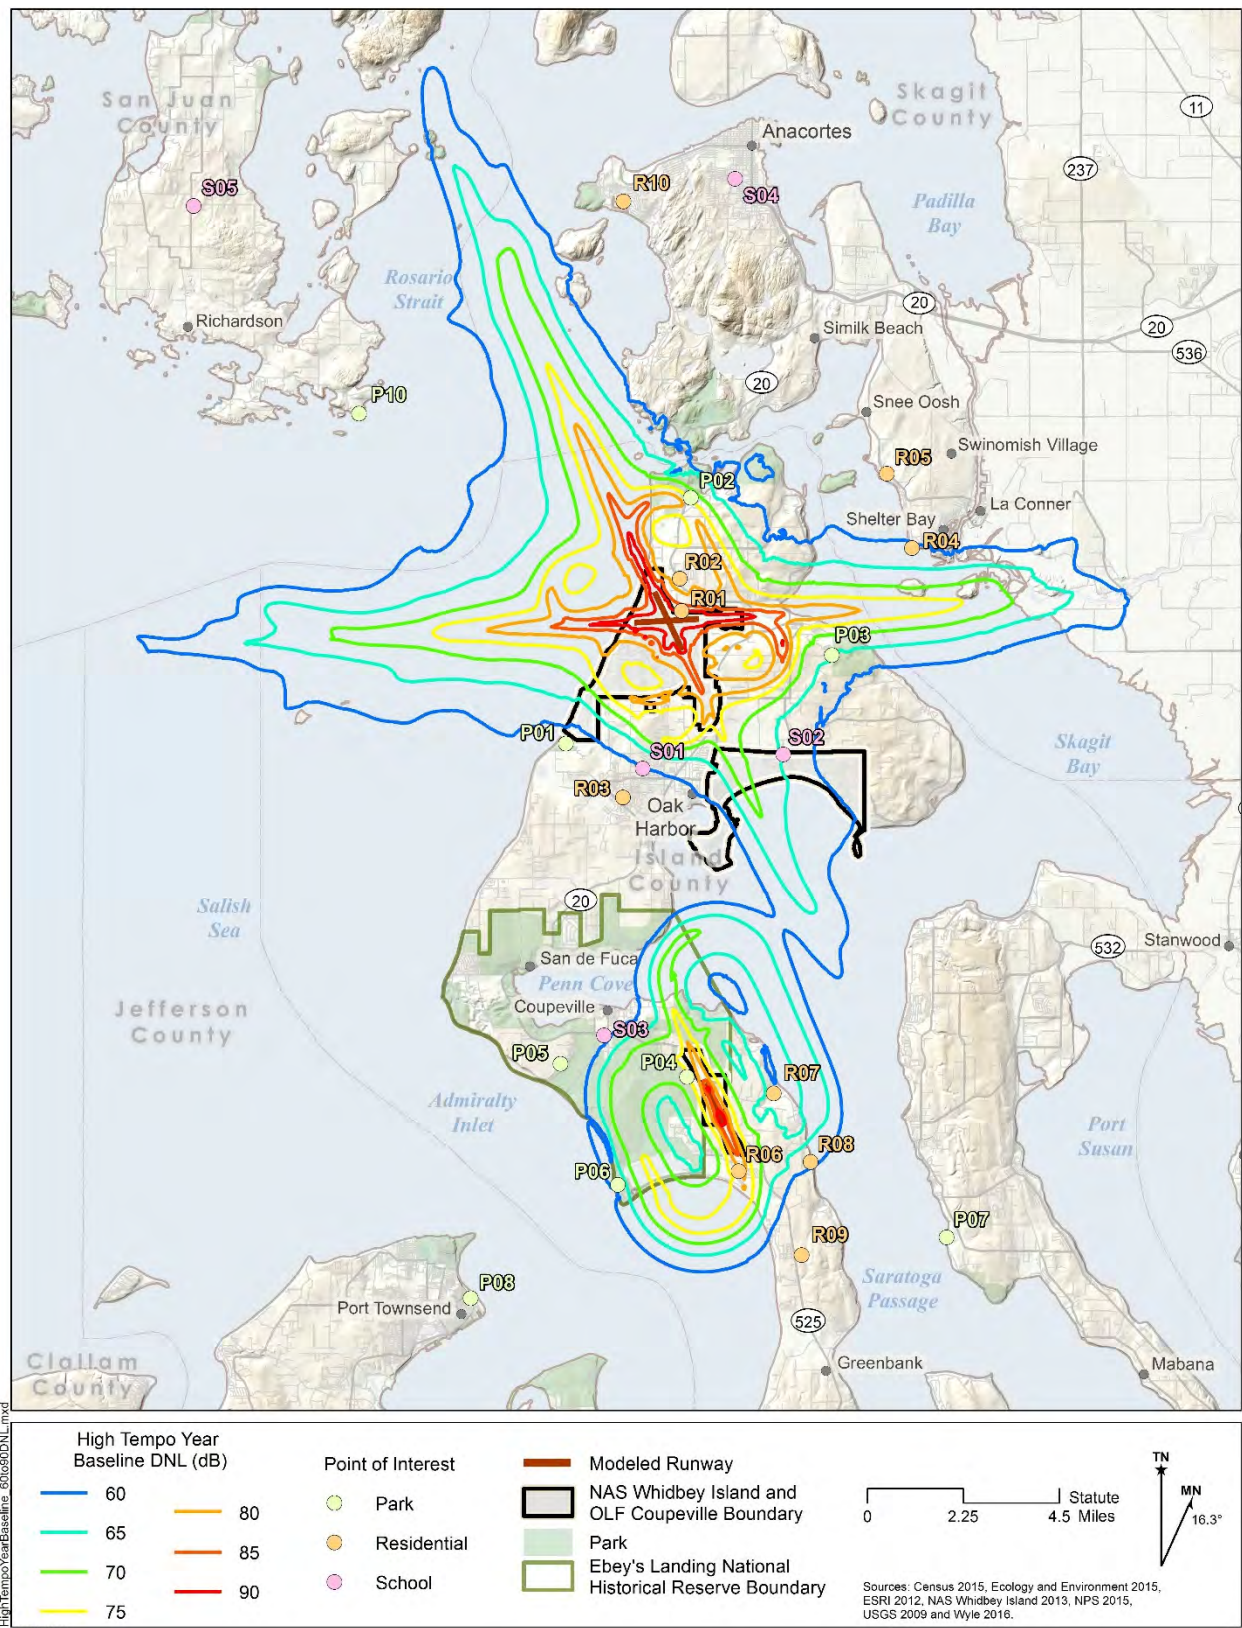 San Juan
County
Skagit
County
11
Anacortes
237
S05
R10
S04
Padilla
Bay
Rosario
Strait
20
Richardson
Similk Beach
20
536
20
P10
Snee Oosh
Swinomish Village
R05
P02
La Conner
Shelter Bay
R04
R02
R01
P03
P01
S01
S02
Skagit
Bay
R03
Oak
Harbor
Island
County
20
Salish
Sea
Stanwood
532
San de Fuca
Penn Cove
Jefferson
County
Coupeville
S03
P05
P04
R07
Admiralty
Inlet
Port
Susan
R08
R06
P06
P07
R09
Saratoga
Passage
P08
Port Townsend
525
Clallam
County
Greenbank
Mabana
HighTempoYearBaseline_60to90DNL.mxd
High Tempo Year
Baseline DNL (dB)
60
65
70
75
80
85
90
Point of Interest
Park
Residential
School
Modeled Runway
NAS Whidbey Island and
OLF Coupeville Boundary
Park
Ebey's Landing National
Historical Reserve Boundary
0 2.25 4.5 Statute Miles
TN
MN
16.3°
Sources: Census 2015, Ecology and Environment 2015,
ESRI 2012, NAS Whidbey Island 2013, NPS 2015,
USGS 2009 and Wyle 2016.